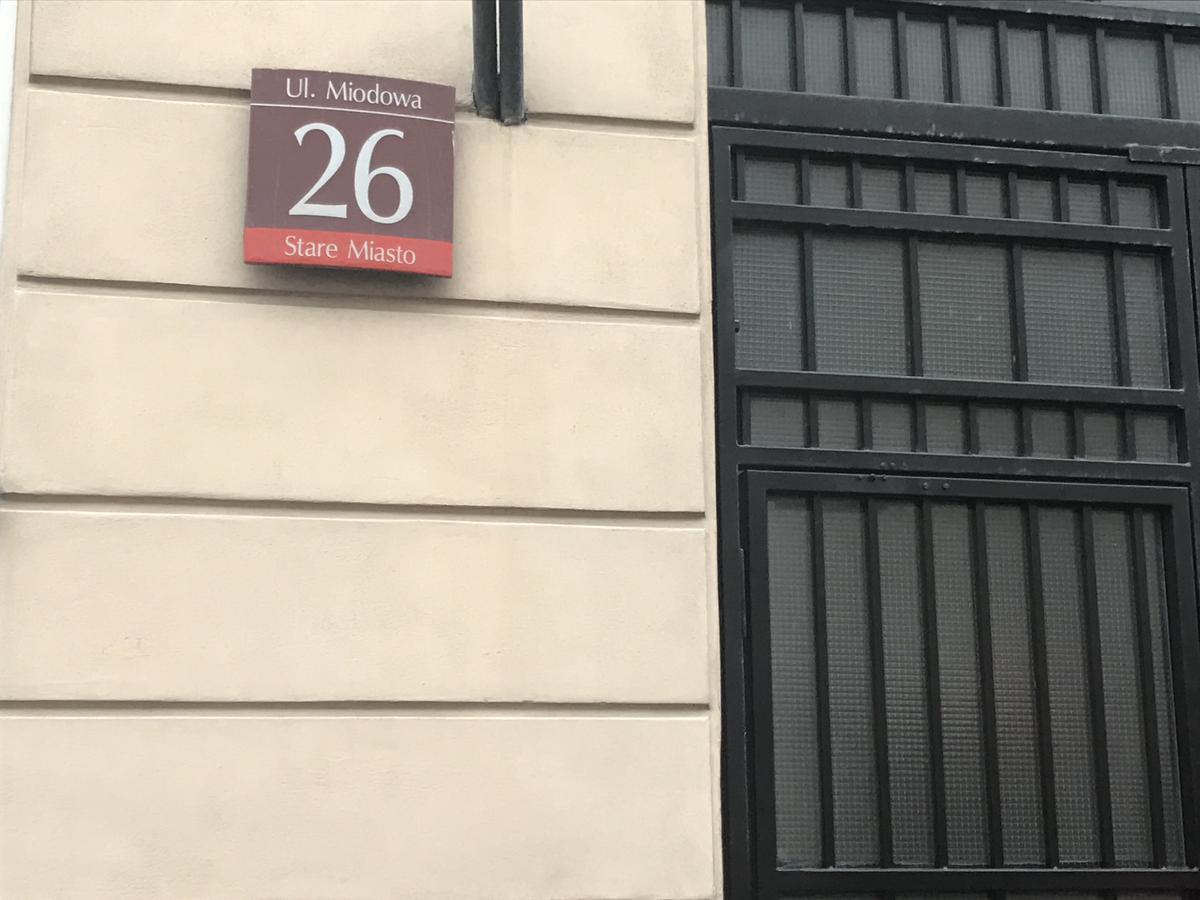 Ul. Miodowa
26
Stare Miasto